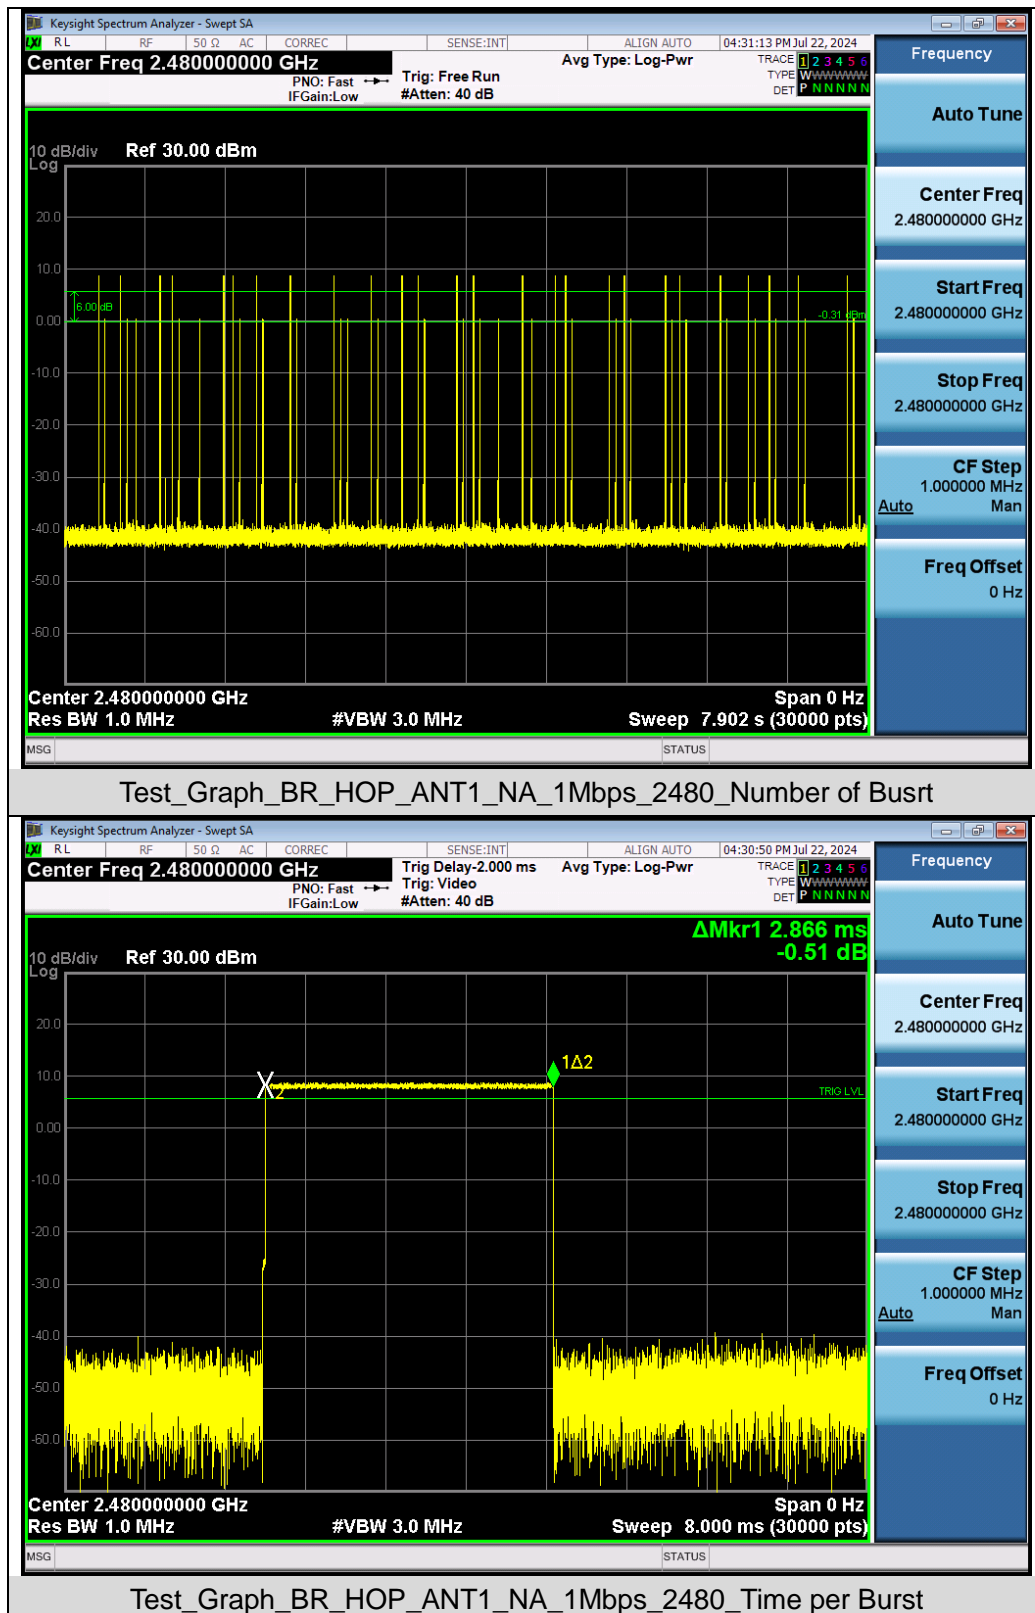 Keysight Spectrum Analyzer - Swept SA
LXI RL RF 50 Ω AC CORREC SENSE:INT ALIGN AUTO 04:31:13 PM Jul 22, 2024
Center Freq 2.480000000 GHz
PNO: Fast
IFGain:Low
Trig: Free Run
#Atten: 40 dB
Avg Type: Log-Pwr
TRACE 1 2 3 4 5 6
TYPE WWWWWW
DET P N N N N N
10 dB/div Ref 30.00 dBm
Log
20.0
10.0
6.00 dB
0.00
-0.31 dBm
-10.0
-20.0
-30.0
-40.0
-50.0
-60.0
Center 2.480000000 GHz Span 0 Hz
Res BW 1.0 MHz #VBW 3.0 MHz Sweep 7.902 s (30000 pts)
MSG STATUS
Frequency
Auto Tune
Center Freq
2.480000000 GHz
Start Freq
2.480000000 GHz
Stop Freq
2.480000000 GHz
CF Step
1.000000 MHz
Auto Man
Freq Offset
0 Hz
Test_Graph_BR_HOP_ANT1_NA_1Mbps_2480_Number of Busrt
Keysight Spectrum Analyzer - Swept SA
LXI RL RF 50 Ω AC CORREC SENSE:INT ALIGN AUTO 04:30:50 PM Jul 22, 2024
Center Freq 2.480000000 GHz
PNO: Fast
IFGain:Low
Trig Delay-2.000 ms
Trig: Video
#Atten: 40 dB
Avg Type: Log-Pwr
TRACE 1 2 3 4 5 6
TYPE WWWWWW
DET P N N N N N
ΔMkr1 2.866 ms
-0.51 dB
10 dB/div Ref 30.00 dBm
Log
20.0
10.0
1Δ2
X2
TRIG LVL
0.00
-10.0
-20.0
-30.0
-40.0
-50.0
-60.0
Center 2.480000000 GHz Span 0 Hz
Res BW 1.0 MHz #VBW 3.0 MHz Sweep 8.000 ms (30000 pts)
MSG STATUS
Frequency
Auto Tune
Center Freq
2.480000000 GHz
Start Freq
2.480000000 GHz
Stop Freq
2.480000000 GHz
CF Step
1.000000 MHz
Auto Man
Freq Offset
0 Hz
Test_Graph_BR_HOP_ANT1_NA_1Mbps_2480_Time per Burst